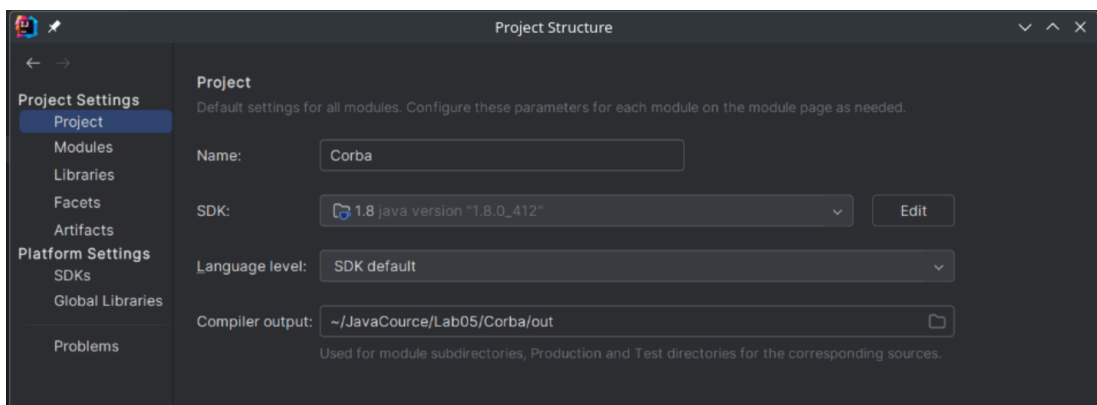 Project Structure
Project Settings
Project
Modules
Libraries
Facets
Artifacts
Platform Settings
SDKs
Global Libraries
Problems
Project
Default settings for all modules. Configure these parameters for each module on the module page as needed.
Name: Corba
SDK: 1.8 java version "1.8.0_412" Edit
Language level: SDK default
Compiler output: ~/JavaCource/Lab05/Corba/out
Used for module subdirectories, Production and Test directories for the corresponding sources.